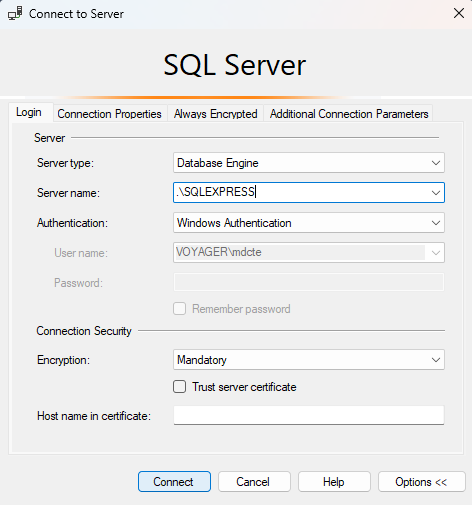 Connect to Server
SQL Server
Login Connection Properties Always Encrypted Additional Connection Parameters
Server
Server type: Database Engine
Server name: .\SQLEXPRESS
Authentication: Windows Authentication
User name: VOYAGER\mdcte
Password:
Remember password
Connection Security
Encryption: Mandatory
Trust server certificate
Host name in certificate:
Connect Cancel Help Options <<